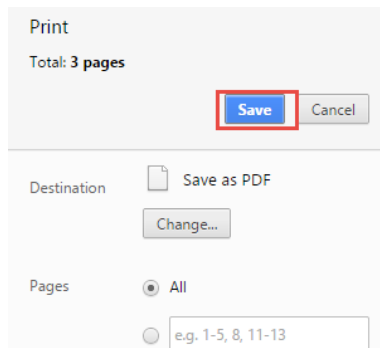 Print
Total: 3 pages
Save Cancel
Destination Save as PDF
Change...
Pages All
e.g. 1-5, 8, 11-13